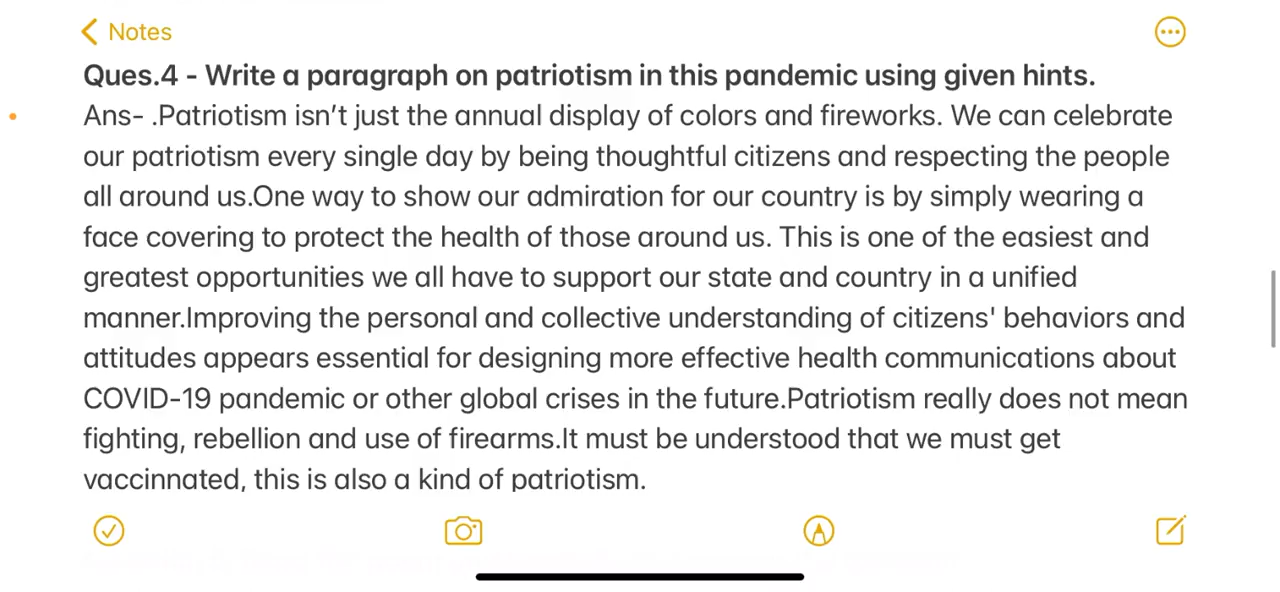 Notes
Ques.4 - Write a paragraph on patriotism in this pandemic using given hints.
Ans- .Patriotism isn’t just the annual display of colors and fireworks. We can celebrate
our patriotism every single day by being thoughtful citizens and respecting the people
all around us.One way to show our admiration for our country is by simply wearing a
face covering to protect the health of those around us. This is one of the easiest and
greatest opportunities we all have to support our state and country in a unified
manner.Improving the personal and collective understanding of citizens' behaviors and
attitudes appears essential for designing more effective health communications about
COVID-19 pandemic or other global crises in the future.Patriotism really does not mean
fighting, rebellion and use of firearms.It must be understood that we must get
vaccinnated, this is also a kind of patriotism.